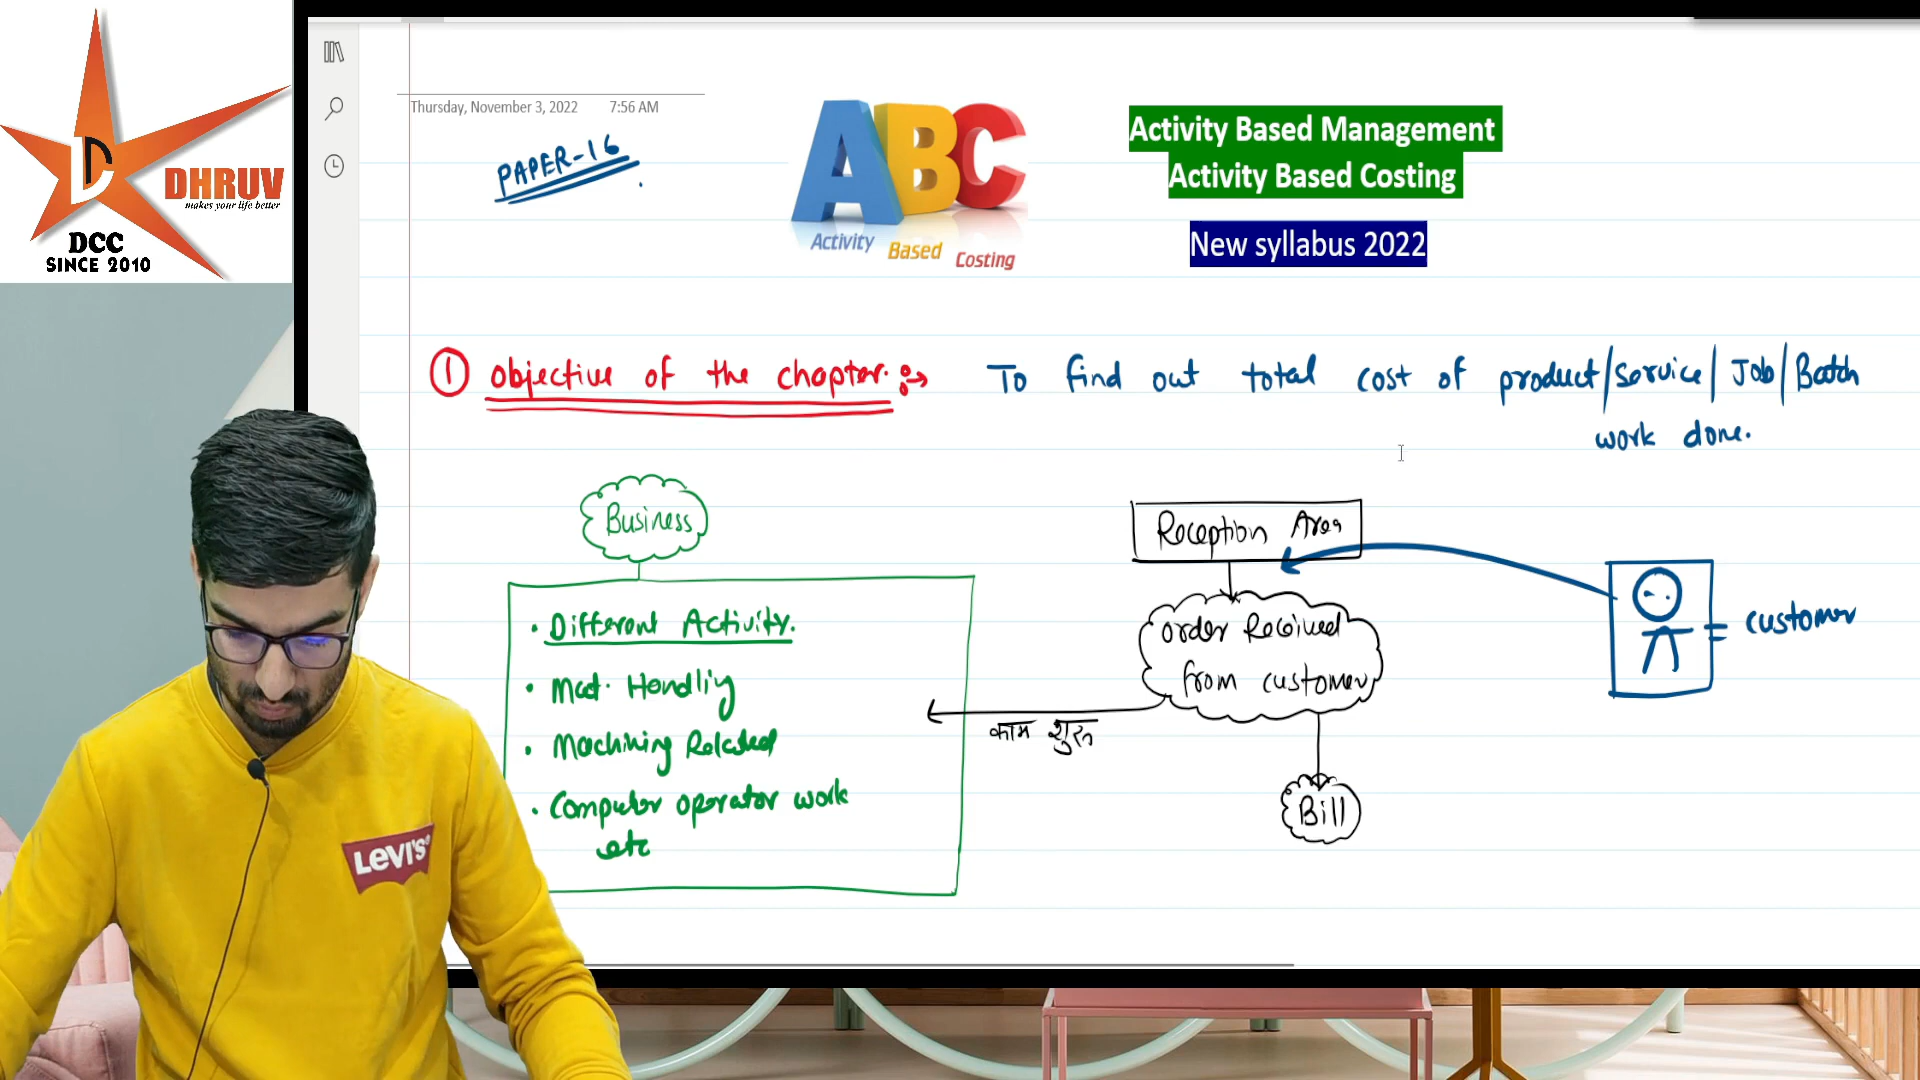 DC
DHRUV
makes your life better
DCC
SINCE 2010
Thursday, November 3, 2022 7:56 AM
PAPER-16
ABC
Activity Based Costing
Activity Based Management
Activity Based Costing
New syllabus 2022
① Objective of the chapter :→ To find out total cost of product/service/Job/Batch
work done.
Business
• Different Activity.
• Mat. Handling
• Machining Related
• Computer operator work
etc
Reception Area
order Received
from customer
काम शुरू
Bill
customer
LEVI'S